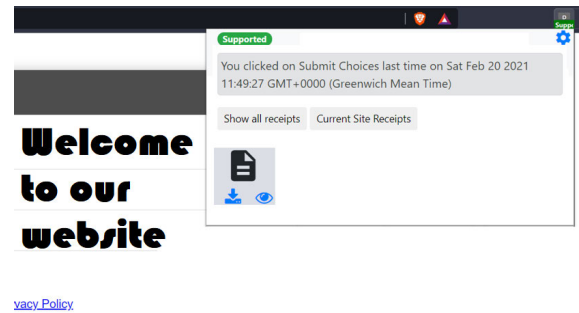 Supported
Suppo
You clicked on Submit Choices last time on Sat Feb 20 2021
11:49:27 GMT+0000 (Greenwich Mean Time)
Show all receipts Current Site Receipts
Welcome
to our
website
vacy Policy